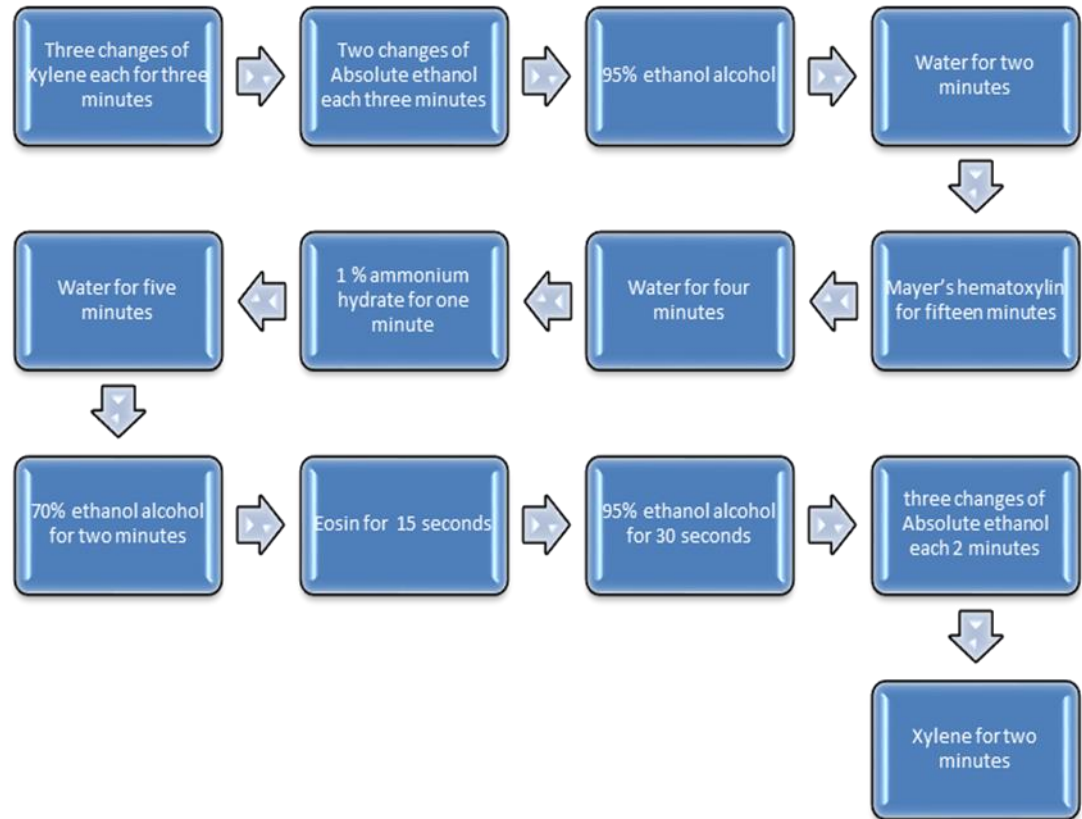 Three changes of
Xylene each for three
minutes
Two changes of
Absolute ethanol
each three minutes
95% ethanol alcohol
Water for two
minutes
Mayer's hematoxylin
for fifteen minutes
Water for four
minutes
1 % ammonium
hydrate for one
minute
Water for five
minutes
70% ethanol alcohol
for two minutes
Eosin for 15 seconds
95% ethanol alcohol
for 30 seconds
three changes of
Absolute ethanol
each 2 minutes
Xylene for two
minutes